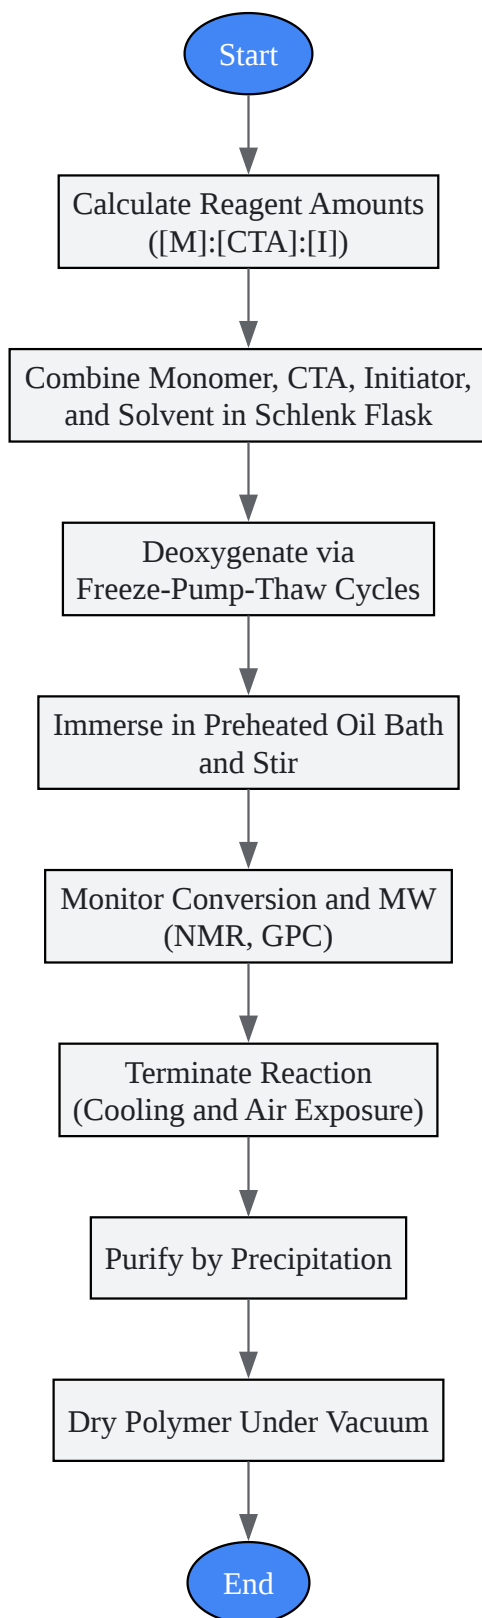 Start
Calculate Reagent Amounts
([M]:[CTA]:[I])
Combine Monomer, CTA, Initiator,
and Solvent in Schlenk Flask
Deoxygenate via
Freeze-Pump-Thaw Cycles
Immerse in Preheated Oil Bath
and Stir
Monitor Conversion and MW
(NMR, GPC)
Terminate Reaction
(Cooling and Air Exposure)
Purify by Precipitation
Dry Polymer Under Vacuum
End